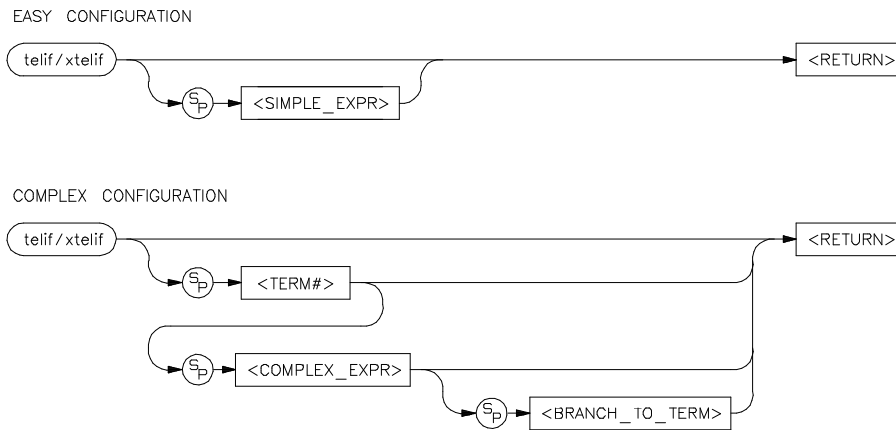 EASY CONFIGURATION
telif/xtelif
<RETURN>
SP
<SIMPLE_EXPR>
COMPLEX CONFIGURATION
telif/xtelif
<RETURN>
SP
<TERM#>
SP
<COMPLEX_EXPR>
SP
<BRANCH_TO_TERM>